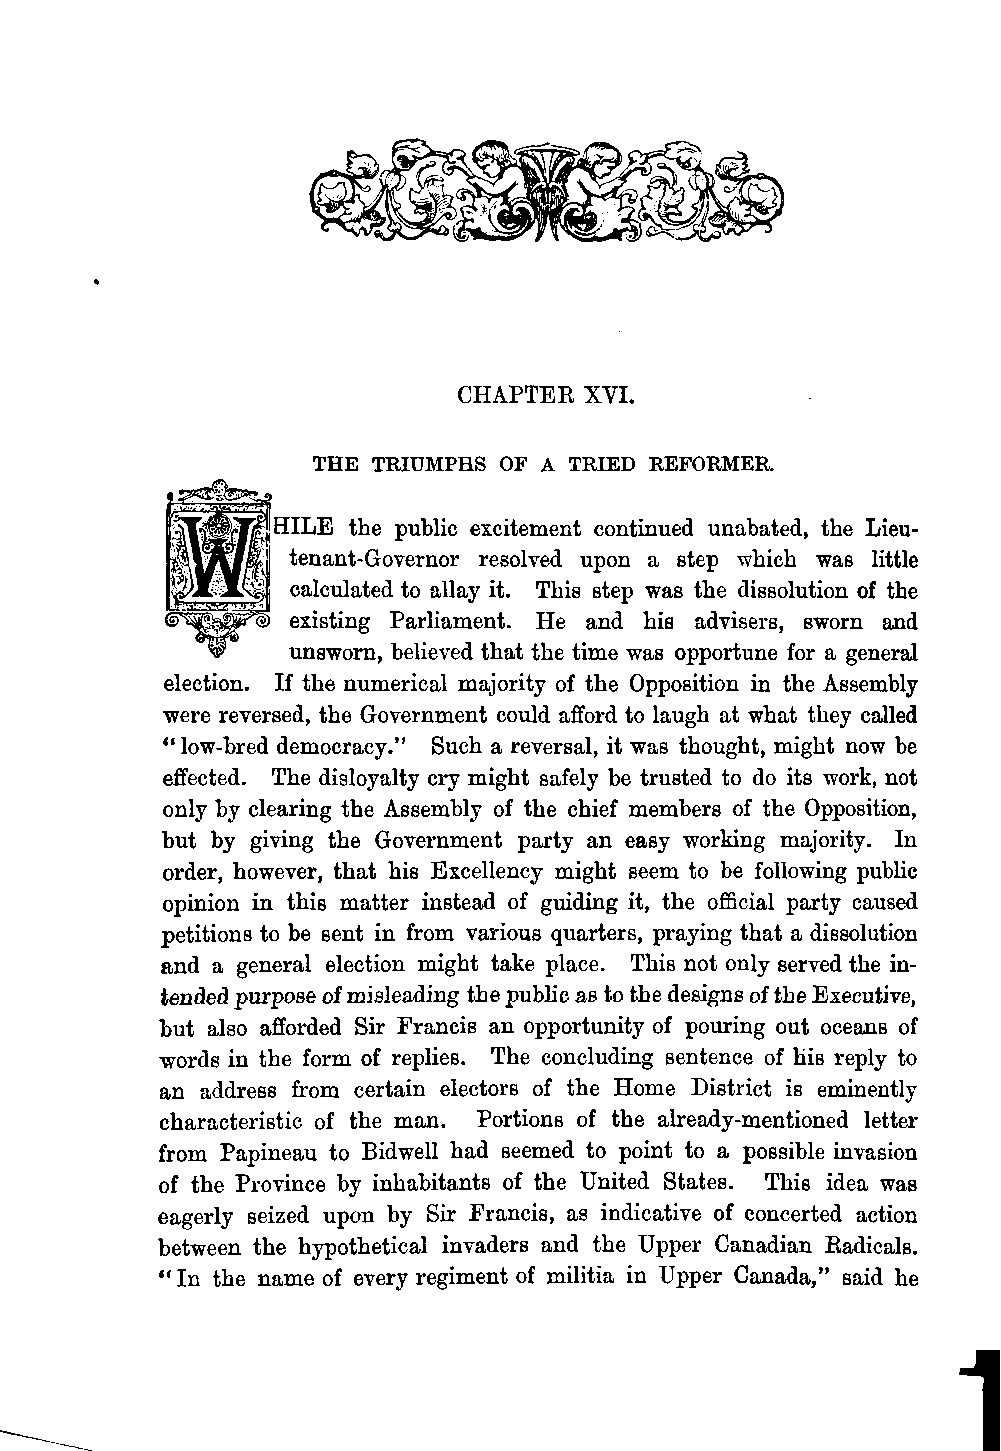 CHAPTER XVI.
THE TRIUMPHS OF A TRIED REFORMER.
WHILE the public excitement continued unabated, the Lieu-
tenant-Governor resolved upon a step which was little
calculated to allay it. This step was the dissolution of the
existing Parliament. He and his advisers, sworn and
unsworn, believed that the time was opportune for a general
election. If the numerical majority of the Opposition in the Assembly
were reversed, the Government could afford to laugh at what they called
“low-bred democracy.” Such a reversal, it was thought, might now be
effected. The disloyalty cry might safely be trusted to do its work, not
only by clearing the Assembly of the chief members of the Opposition,
but by giving the Government party an easy working majority. In
order, however, that his Excellency might seem to be following public
opinion in this matter instead of guiding it, the official party caused
petitions to be sent in from various quarters, praying that a dissolution
and a general election might take place. This not only served the in-
tended purpose of misleading the public as to the designs of the Executive,
but also afforded Sir Francis an opportunity of pouring out oceans of
words in the form of replies. The concluding sentence of his reply to
an address from certain electors of the Home District is eminently
characteristic of the man. Portions of the already-mentioned letter
from Papineau to Bidwell had seemed to point to a possible invasion
of the Province by inhabitants of the United States. This idea was
eagerly seized upon by Sir Francis, as indicative of concerted action
between the hypothetical invaders and the Upper Canadian Radicals.
“In the name of every regiment of militia in Upper Canada,” said he